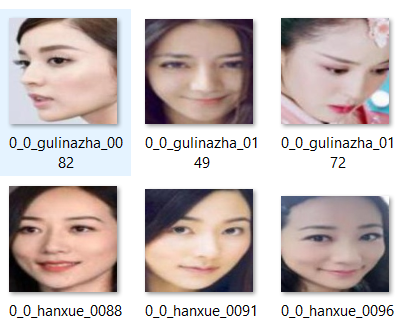 0_0_gulinazha_00
82
0_0_gulinazha_01
49
0_0_gulinazha_01
72
0_0_hanxue_0088
0_0_hanxue_0091
0_0_hanxue_0096